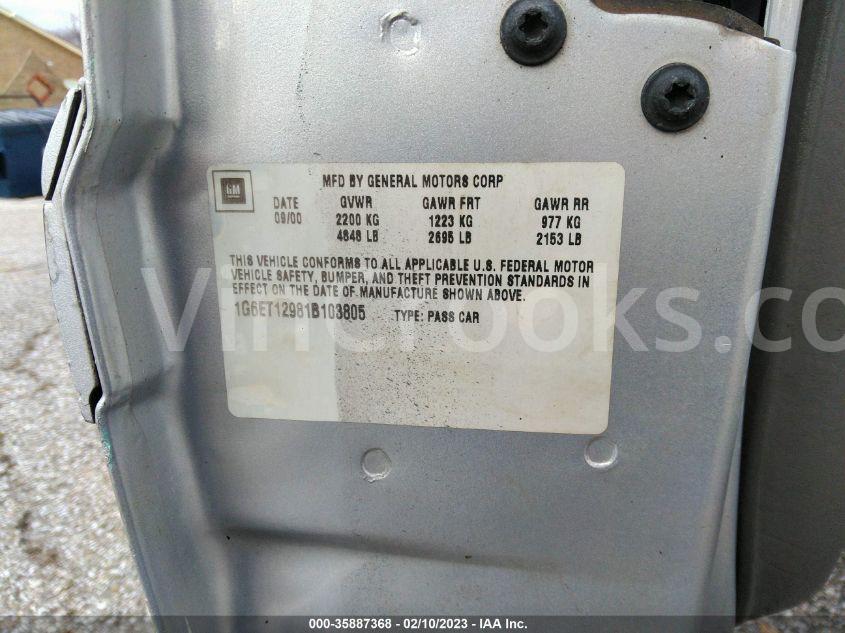 GM
MFD BY GENERAL MOTORS CORP
DATE GVWR GAWR FRT GAWR RR
09/00 2200 KG 1223 KG 977 KG
4848 LB 2695 LB 2153 LB
THIS VEHICLE CONFORMS TO ALL APPLICABLE U.S. FEDERAL MOTOR
VEHICLE SAFETY, BUMPER, AND THEFT PREVENTION STANDARDS IN
EFFECT ON THE DATE OF MANUFACTURE SHOWN ABOVE.
1G6ET12981B103805 TYPE: PASS CAR
VinCrooks.co
000-35887368 — 02/10/2023 — IAA Inc.